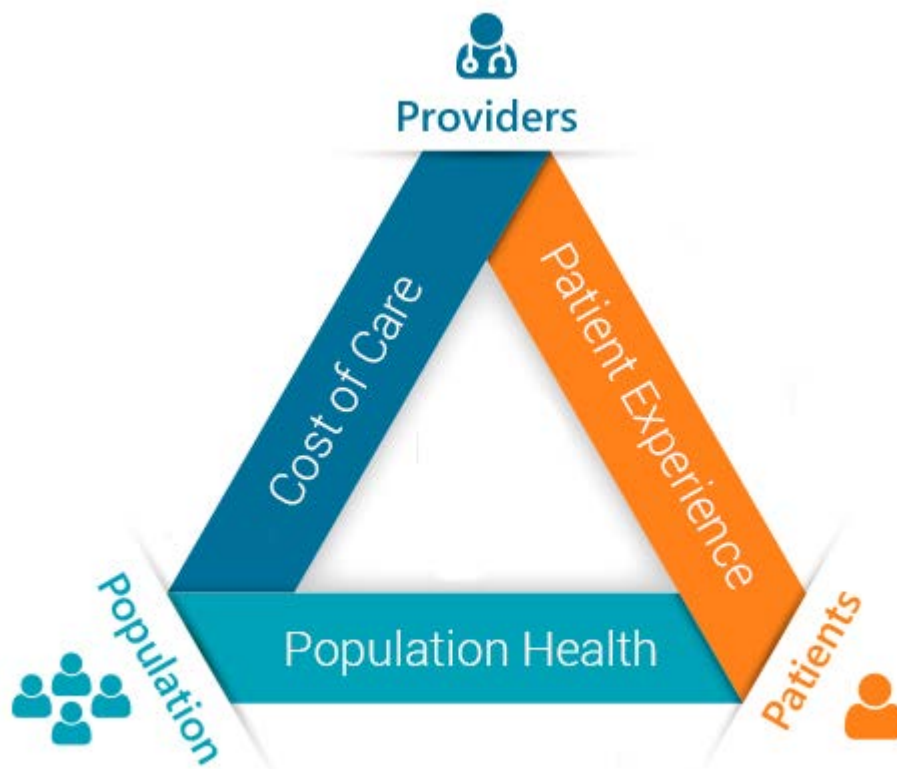 Providers
Cost of Care
Patient Experience
Population Health
Population
Patients